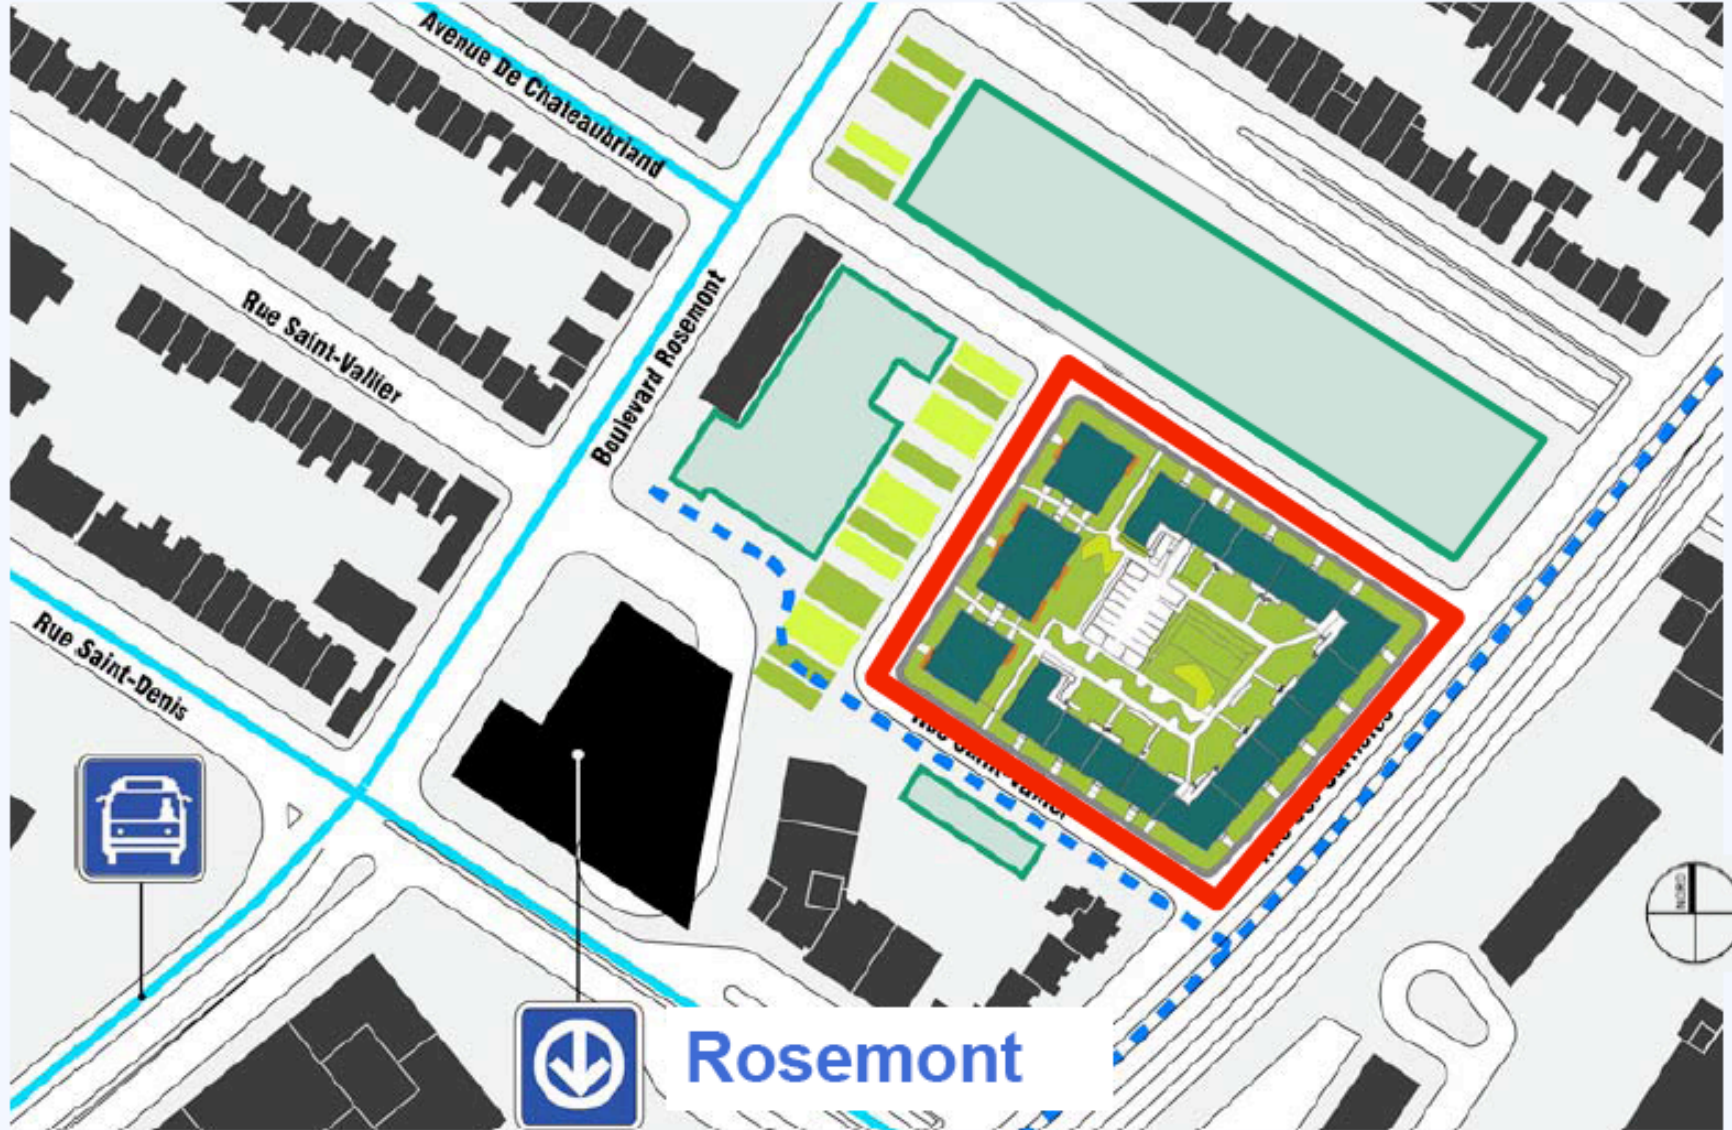 Avenue De Chateaubriand
Boulevard Rosemont
Rue Saint-Vallier
Rue Saint-Denis
Rosemont